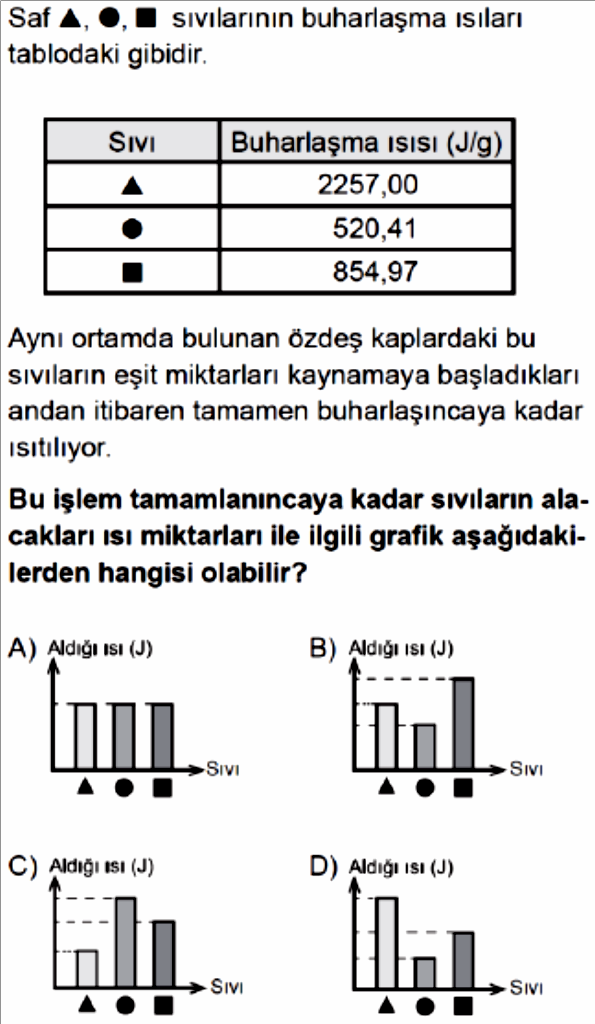 Saf ▲, ●, ■ sıvılarının buharlaşma ısıları
tablodaki gibidir.
Sıvı Buharlaşma ısısı (J/g)
▲ 2257,00
● 520,41
■ 854,97
Aynı ortamda bulunan özdeş kaplardaki bu
sıvıların eşit miktarları kaynamaya başladıkları
andan itibaren tamamen buharlaşıncaya kadar
ısıtılıyor.
Bu işlem tamamlanıncaya kadar sıvıların ala-
cakları ısı miktarları ile ilgili grafik aşağıdaki-
lerden hangisi olabilir?
A) Aldığı ısı (J)
Sıvı
▲ ● ■
B) Aldığı ısı (J)
Sıvı
▲ ● ■
C) Aldığı ısı (J)
Sıvı
▲ ● ■
D) Aldığı ısı (J)
Sıvı
▲ ● ■